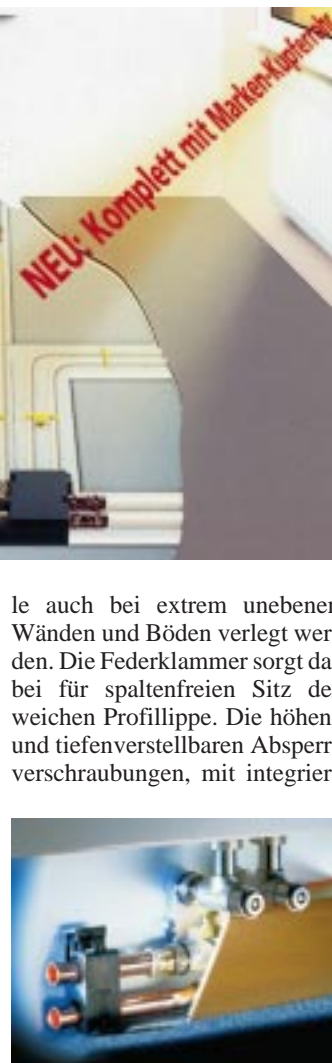 NEU: Komplett mit Marken-Kupferrohr
le auch bei extrem unebenen
Wänden und Böden verlegt wer
den. Die Federklammer sorgt da
bei für spaltenfreien Sitz de
weichen Profillippe. Die höhen
und tiefenverstellbaren Absperr
verschraubungen, mit integrier